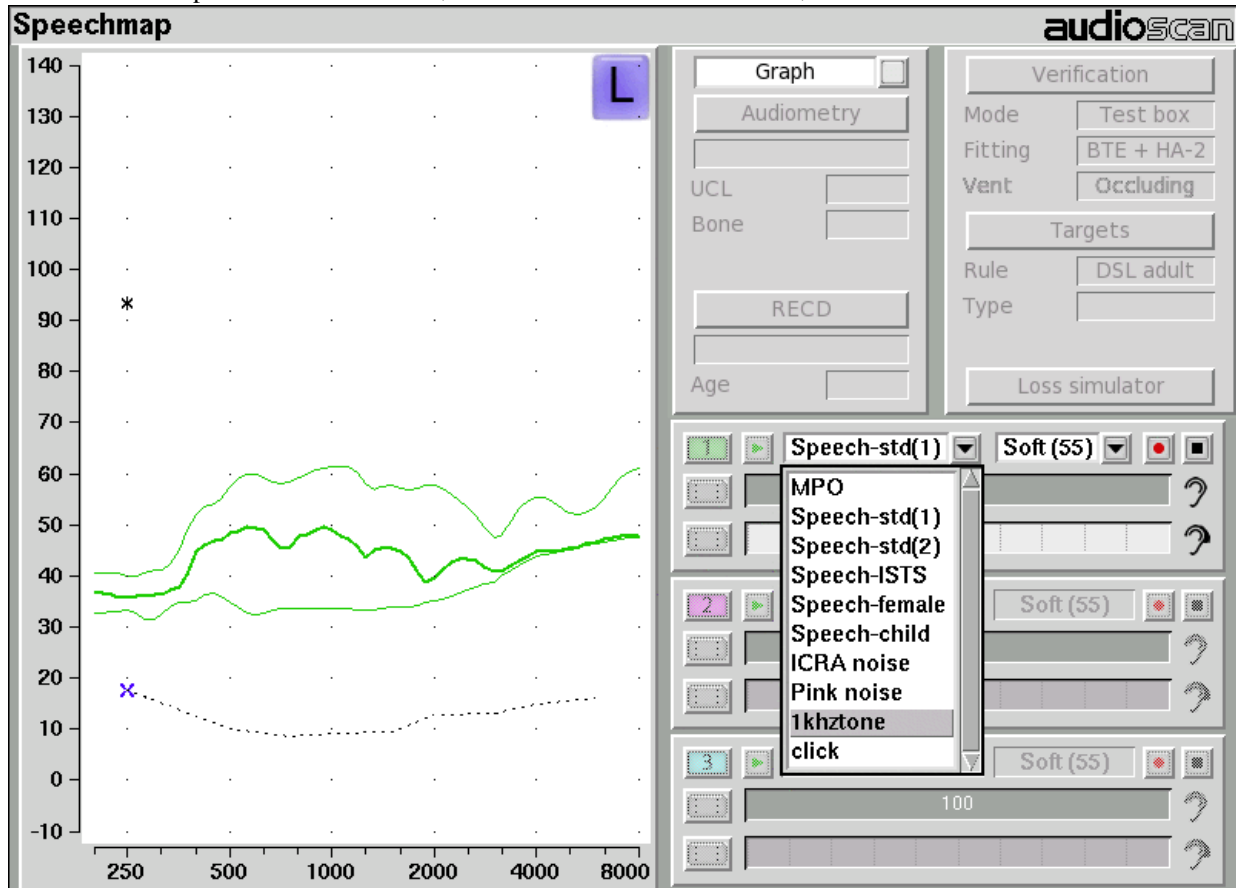 Speechmap
audioscan
140
130
120
110
100
90
80
70
60
50
40
30
20
10
0
-10
250 500 1000 2000 4000 8000
L
Graph
Audiometry
UCL
Bone
RECD
Age
Verification
Mode Test box
Fitting BTE + HA-2
Vent Occluding
Targets
Rule DSL adult
Type
Loss simulator
1 Speech-std(1) Soft (55)
MPO
Speech-std(1)
Speech-std(2)
Speech-ISTS
Speech-female
Speech-child
ICRA noise
Pink noise
1khztone
click
2 Soft (55)
3 Soft (55)
100